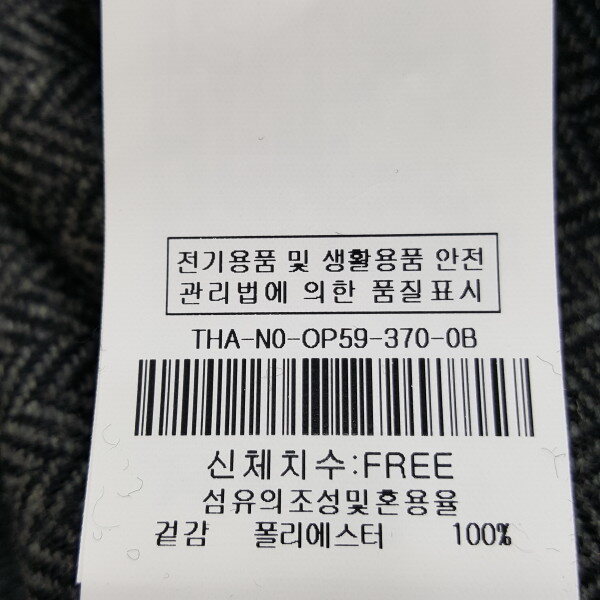 전기용품 및 생활용품 안전
관리법에 의한 품질표시
THA-N0-OP59-370-0B
신체치수:FREE
섬유의조성및혼용율
겉감 폴리에스터 100%